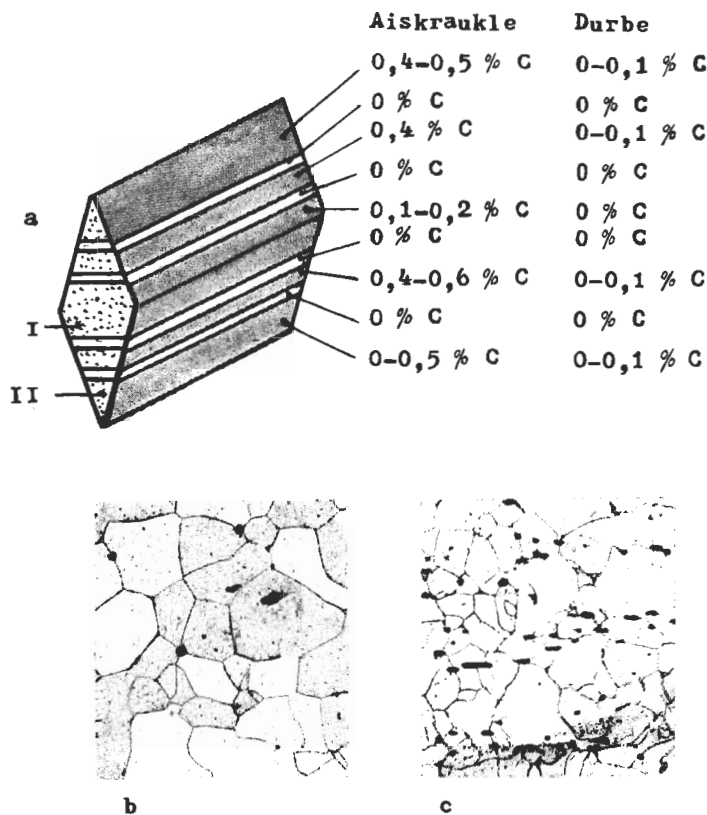 Aiskraukle Durbe
0,4-0,5 % C 0-0,1 % C
0 % C 0 % C
0,4 % C 0-0,1 % C
0 % C 0 % C
a
0,1-0,2 % C 0 % C
0 % C 0 % C
0,4-0,6 % C 0-0,1 % C
I
0 % C 0 % C
0-0,5 % C 0-0,1 % C
II
b c